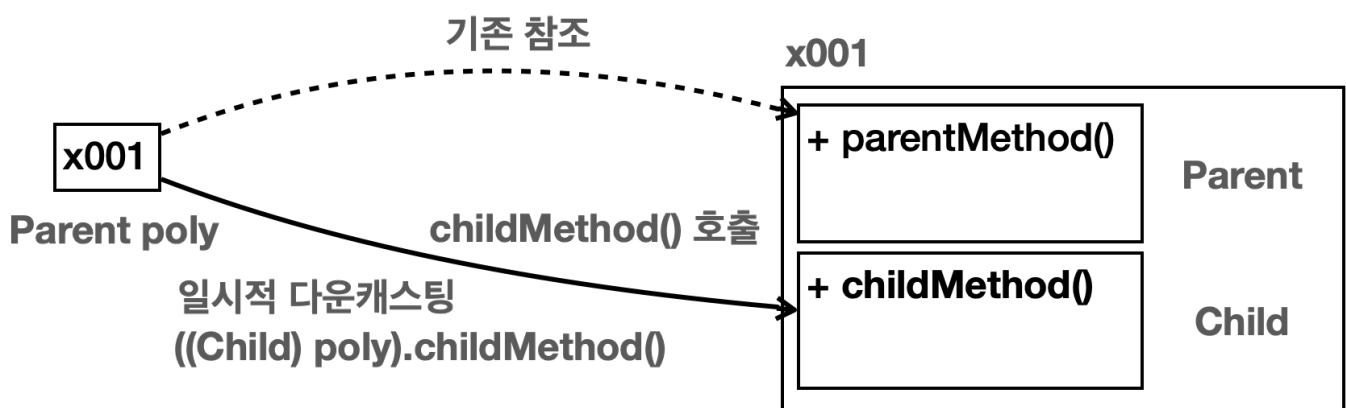 기존 참조
x001
x001
+ parentMethod()
Parent
Parent poly
childMethod() 호출
일시적 다운캐스팅
((Child) poly).childMethod()
+ childMethod()
Child